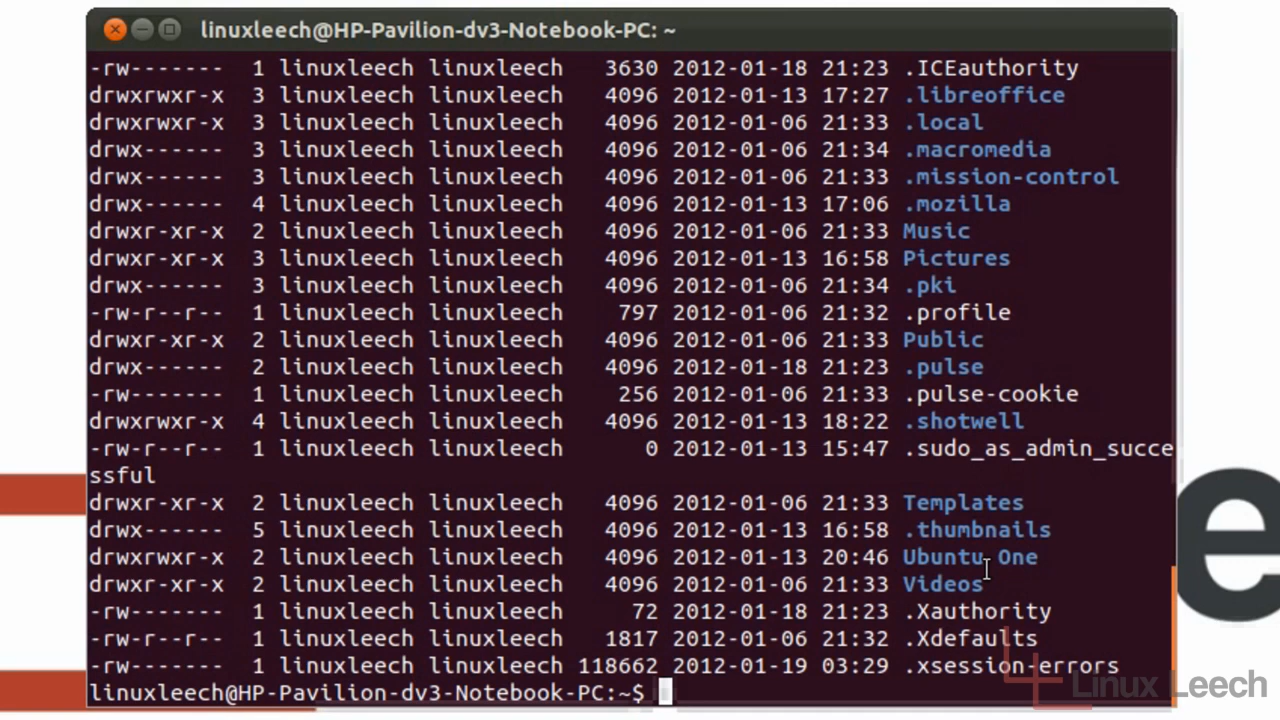 linuxleech@HP-Pavilion-dv3-Notebook-PC: ~
-rw------- 1 linuxleech linuxleech 3630 2012-01-18 21:23 .ICEauthority
drwxrwxr-x 3 linuxleech linuxleech 4096 2012-01-13 17:27 .libreoffice
drwxrwxr-x 3 linuxleech linuxleech 4096 2012-01-06 21:33 .local
drwx------ 3 linuxleech linuxleech 4096 2012-01-06 21:34 .macromedia
drwx------ 3 linuxleech linuxleech 4096 2012-01-06 21:33 .mission-control
drwx------ 4 linuxleech linuxleech 4096 2012-01-13 17:06 .mozilla
drwxr-xr-x 2 linuxleech linuxleech 4096 2012-01-06 21:33 Music
drwxr-xr-x 3 linuxleech linuxleech 4096 2012-01-13 16:58 Pictures
drwx------ 3 linuxleech linuxleech 4096 2012-01-06 21:34 .pki
-rw-r--r-- 1 linuxleech linuxleech 797 2012-01-06 21:32 .profile
drwxr-xr-x 2 linuxleech linuxleech 4096 2012-01-06 21:33 Public
drwx------ 2 linuxleech linuxleech 4096 2012-01-18 21:23 .pulse
-rw------- 1 linuxleech linuxleech 256 2012-01-06 21:33 .pulse-cookie
drwxrwxr-x 4 linuxleech linuxleech 4096 2012-01-13 18:22 .shotwell
-rw-r--r-- 1 linuxleech linuxleech 0 2012-01-13 15:47 .sudo_as_admin_succe
ssful
drwxr-xr-x 2 linuxleech linuxleech 4096 2012-01-06 21:33 Templates
drwx------ 5 linuxleech linuxleech 4096 2012-01-13 16:58 .thumbnails
drwxrwxr-x 2 linuxleech linuxleech 4096 2012-01-13 20:46 Ubuntu One
drwxr-xr-x 2 linuxleech linuxleech 4096 2012-01-06 21:33 Videos
-rw------- 1 linuxleech linuxleech 72 2012-01-18 21:23 .Xauthority
-rw-r--r-- 1 linuxleech linuxleech 1817 2012-01-06 21:32 .Xdefaults
-rw------- 1 linuxleech linuxleech 118662 2012-01-19 03:29 .xsession-errors
linuxleech@HP-Pavilion-dv3-Notebook-PC:~$
Linux Leech
e